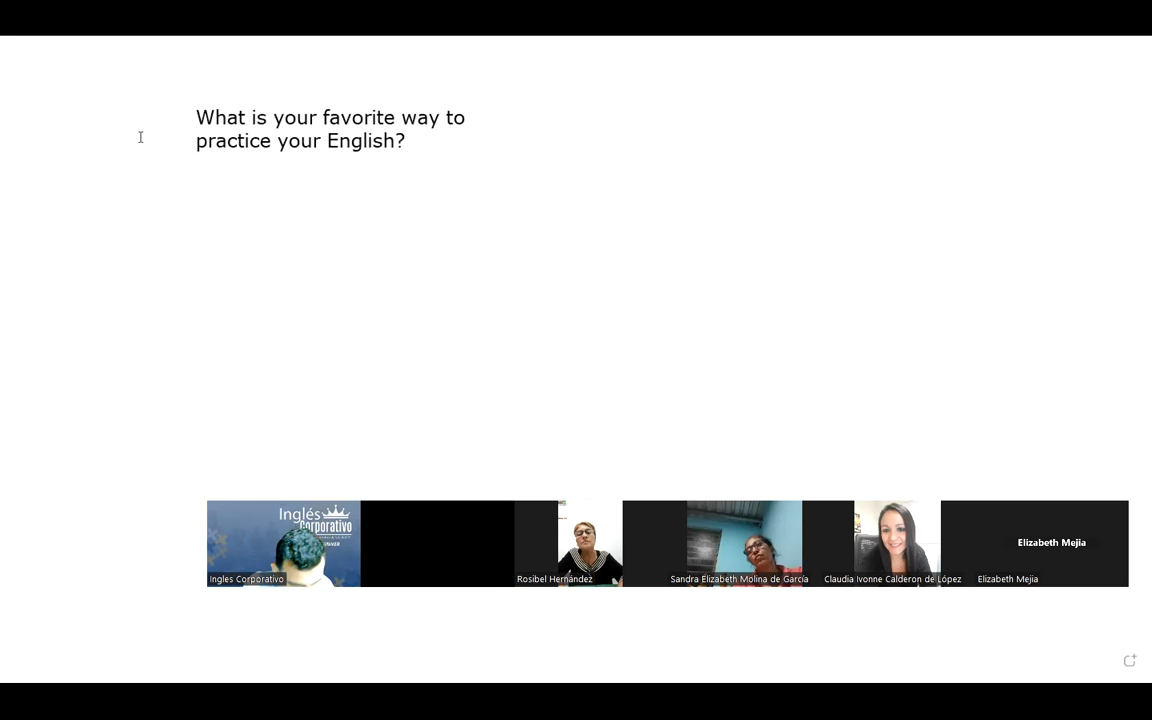 What is your favorite way to
practice your English?
Inglés
Corporativo
Ingles Corporativo
Rosibel Hernández
Sandra Elizabeth Molina de García
Claudia Ivonne Calderon de López
Elizabeth Mejia
Elizabeth Mejia